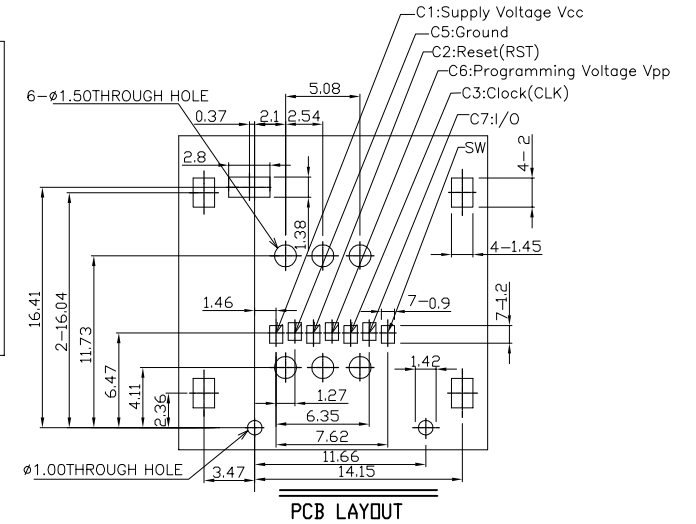 C1:Supply Voltage Vcc
C5:Ground
C2:Reset(RST)
C6:Programming Voltage Vpp
C3:Clock(CLK)
C7:I/O
SW
6-ø1.50THROUGH HOLE
5.08
0.37
2.1
2.54
2.8
4-2
1.38
4-1.45
16.41
2-16.04
11.73
1.46
7-0.9
7-1.2
6.47
4.11
2.36
1.42
1.27
6.35
7.62
ø1.00THROUGH HOLE
3.47
11.66
14.15
PCB LAYOUT